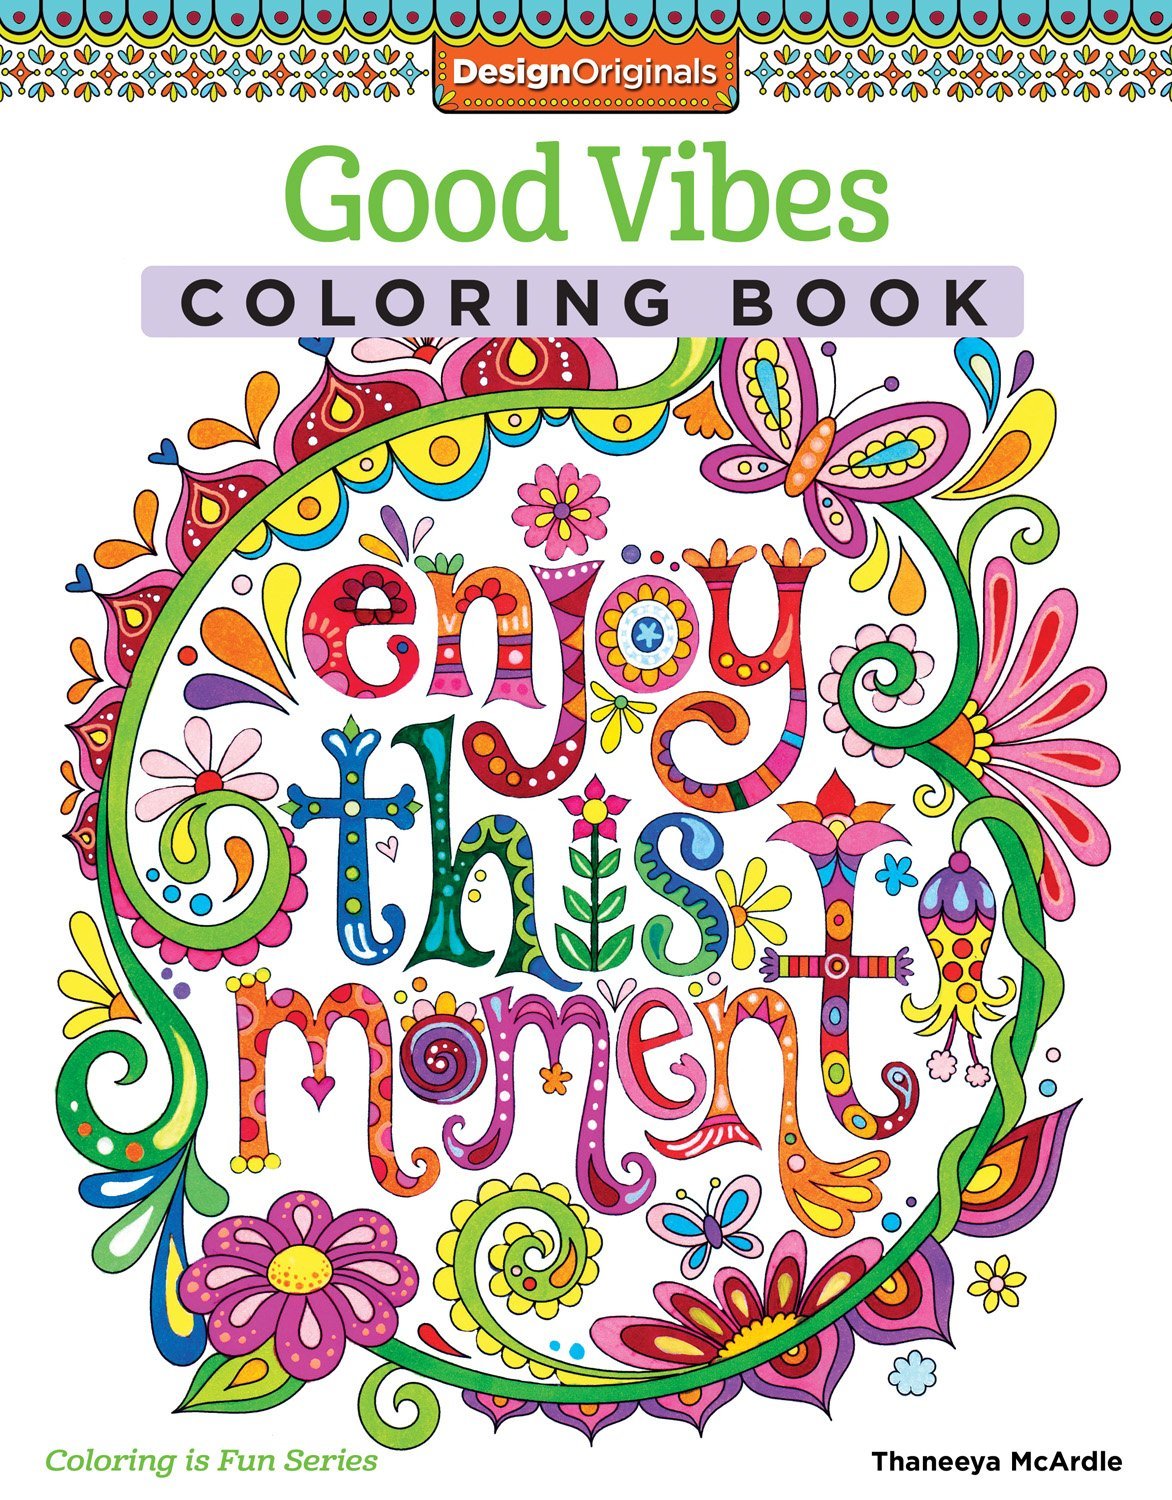 DesignOriginals
Good Vibes
COLORING BOOK
enjoy
this
moment
Coloring is Fun Series
Thaneeya McArdle